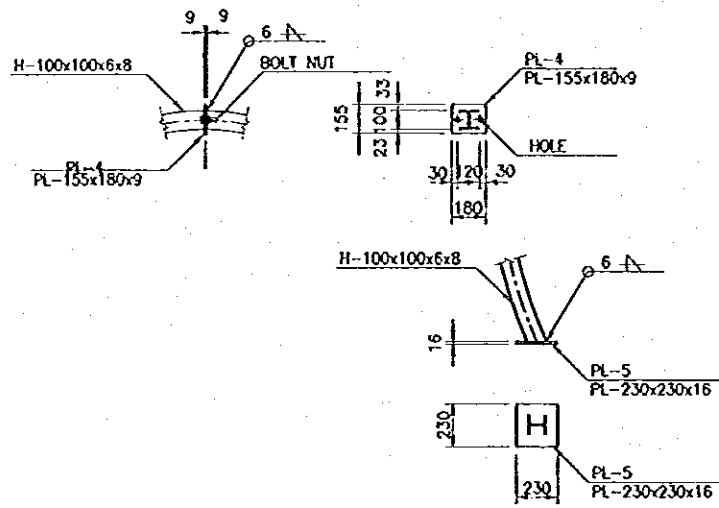 9 9
6
H-100x100x6x8
BOLT NUT
PL-4
PL-155x180x9
PL-4
PL-155x180x9
155
33
100
23
HOLE
30 120 30
180
H-100x100x6x8
6
16
PL-5
PL-230x230x16
230
230
PL-5
PL-230x230x16